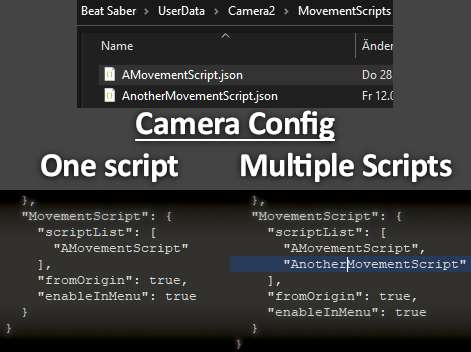 Beat Saber > UserData > Camera2 > MovementScripts
Name
Änder
AMovementScript.json
Do 28
AnotherMovementScript.json
Fr 12.0
Camera Config
One script
Multiple Scripts
},
"MovementScript": {
"scriptList": [
"AMovementScript"
],
"fromOrigin": true,
"enableInMenu": true
}
}
},
"MovementScript": {
"scriptList": [
"AMovementScript",
"AnotherMovementScript"
],
"fromOrigin": true,
"enableInMenu": true
}
}